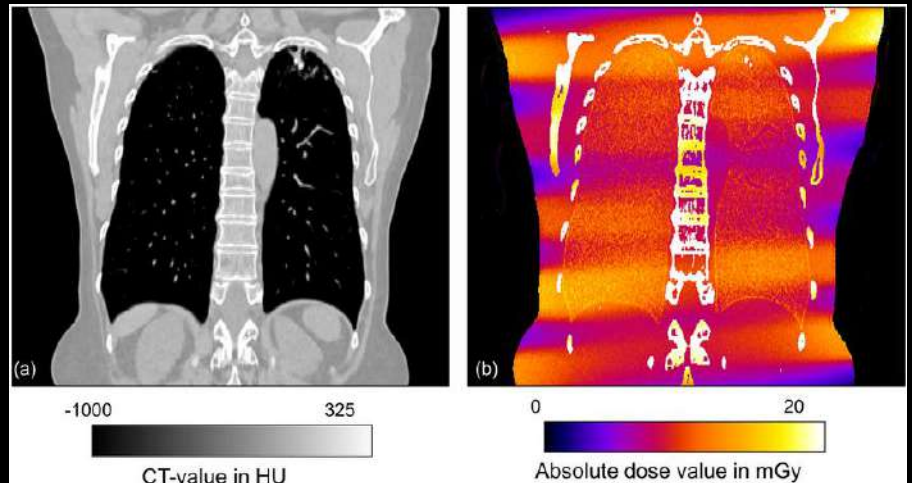 (a)
(b)
-1000 325
CT-value in HU
0 20
Absolute dose value in mGy